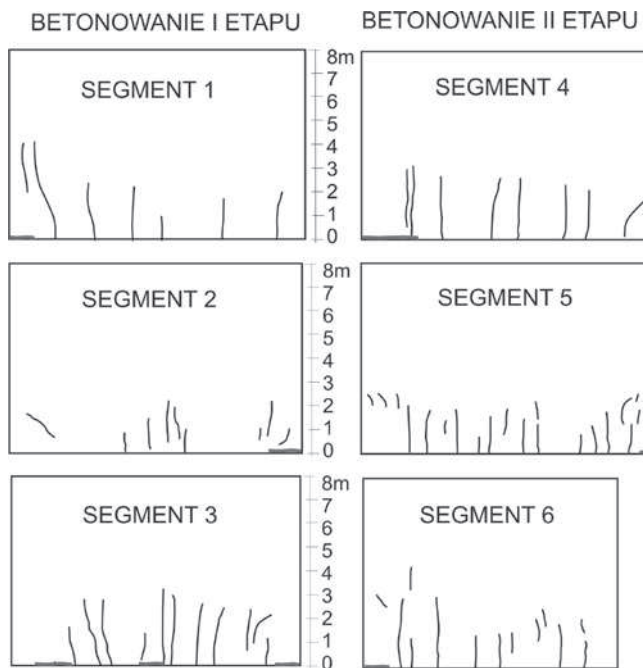 BETONOWANIE I ETAPU
BETONOWANIE II ETAPU
SEGMENT 1
8m
7
6
5
4
3
2
1
0
SEGMENT 4
SEGMENT 2
8m
7
6
5
4
3
2
1
0
SEGMENT 5
SEGMENT 3
8m
7
6
5
4
3
2
1
0
SEGMENT 6